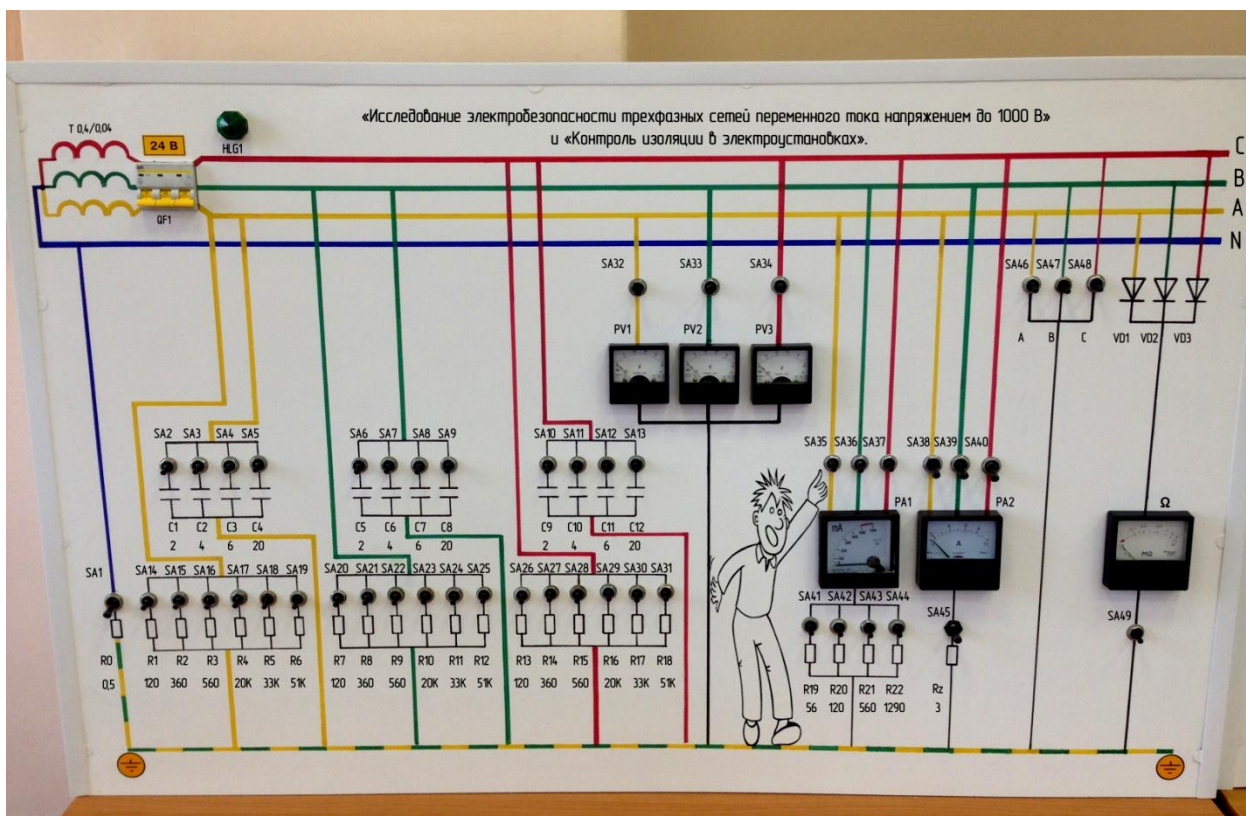 «Исследование электробезопасности трехфазных сетей переменного тока напряжением до 1000 В»
и «Контроль изоляции в электроустановках».
T 0,4/0,04
24 В
HLG1
QF1
C
B
A
N
SA32 SA33 SA34
SA46 SA47 SA48
PV1 PV2 PV3
A B C VD1 VD2 VD3
V V V
SA2 SA3 SA4 SA5 SA6 SA7 SA8 SA9 SA10 SA11 SA12 SA13
SA35 SA36 SA37 SA38 SA39 SA40
PA1 PA2 Ω
mA A MΩ
C1 C2 C3 C4 C5 C6 C7 C8 C9 C10 C11 C12
2 4 6 20 2 4 6 20 2 4 6 20
SA1 SA14 SA15 SA16 SA17 SA18 SA19 SA20 SA21 SA22 SA23 SA24 SA25 SA26 SA27 SA28 SA29 SA30 SA31
SA41 SA42 SA43 SA44 SA45 SA49
R0 R1 R2 R3 R4 R5 R6 R7 R8 R9 R10 R11 R12 R13 R14 R15 R16 R17 R18
0,5 120 360 560 20K 33K 51K 120 360 560 20K 33K 51K 120 360 560 20K 33K 51K
R19 R20 R21 R22 Rz
56 120 560 1290 3